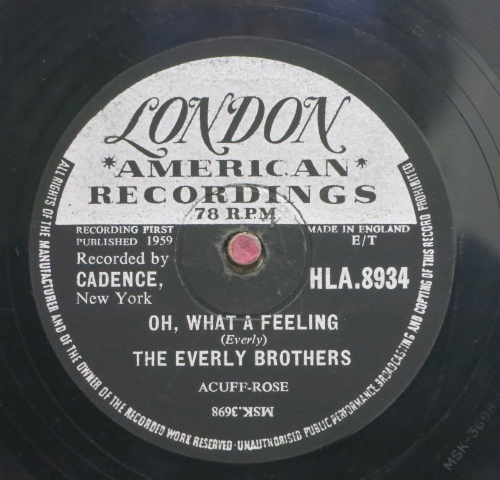 LONDON
*AMERICAN*
RECORDINGS
78 RPM
RECORDING FIRST
PUBLISHED 1959
MADE IN ENGLAND
E/T
Recorded by
CADENCE,
New York
HLA.8934
OH, WHAT A FEELING
(Everly)
THE EVERLY BROTHERS
ACUFF-ROSE
MSK.3698
ALL RIGHTS OF THE MANUFACTURER AND OF THE OWNER OF THE RECORDED WORK RESERVED·UNAUTHORISED PUBLIC PERFORMANCE BROADCASTING AND COPYING OF THIS RECORD PROHIBITED